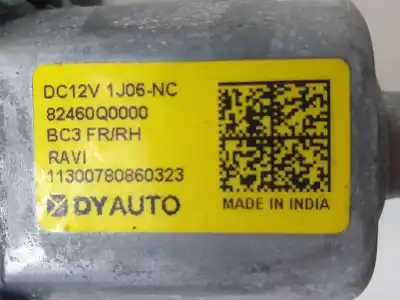 DC12V 1J06-NC
82460Q0000
BC3 FR/RH
RAVI
11300780860323
DYAUTO
MADE IN INDIA